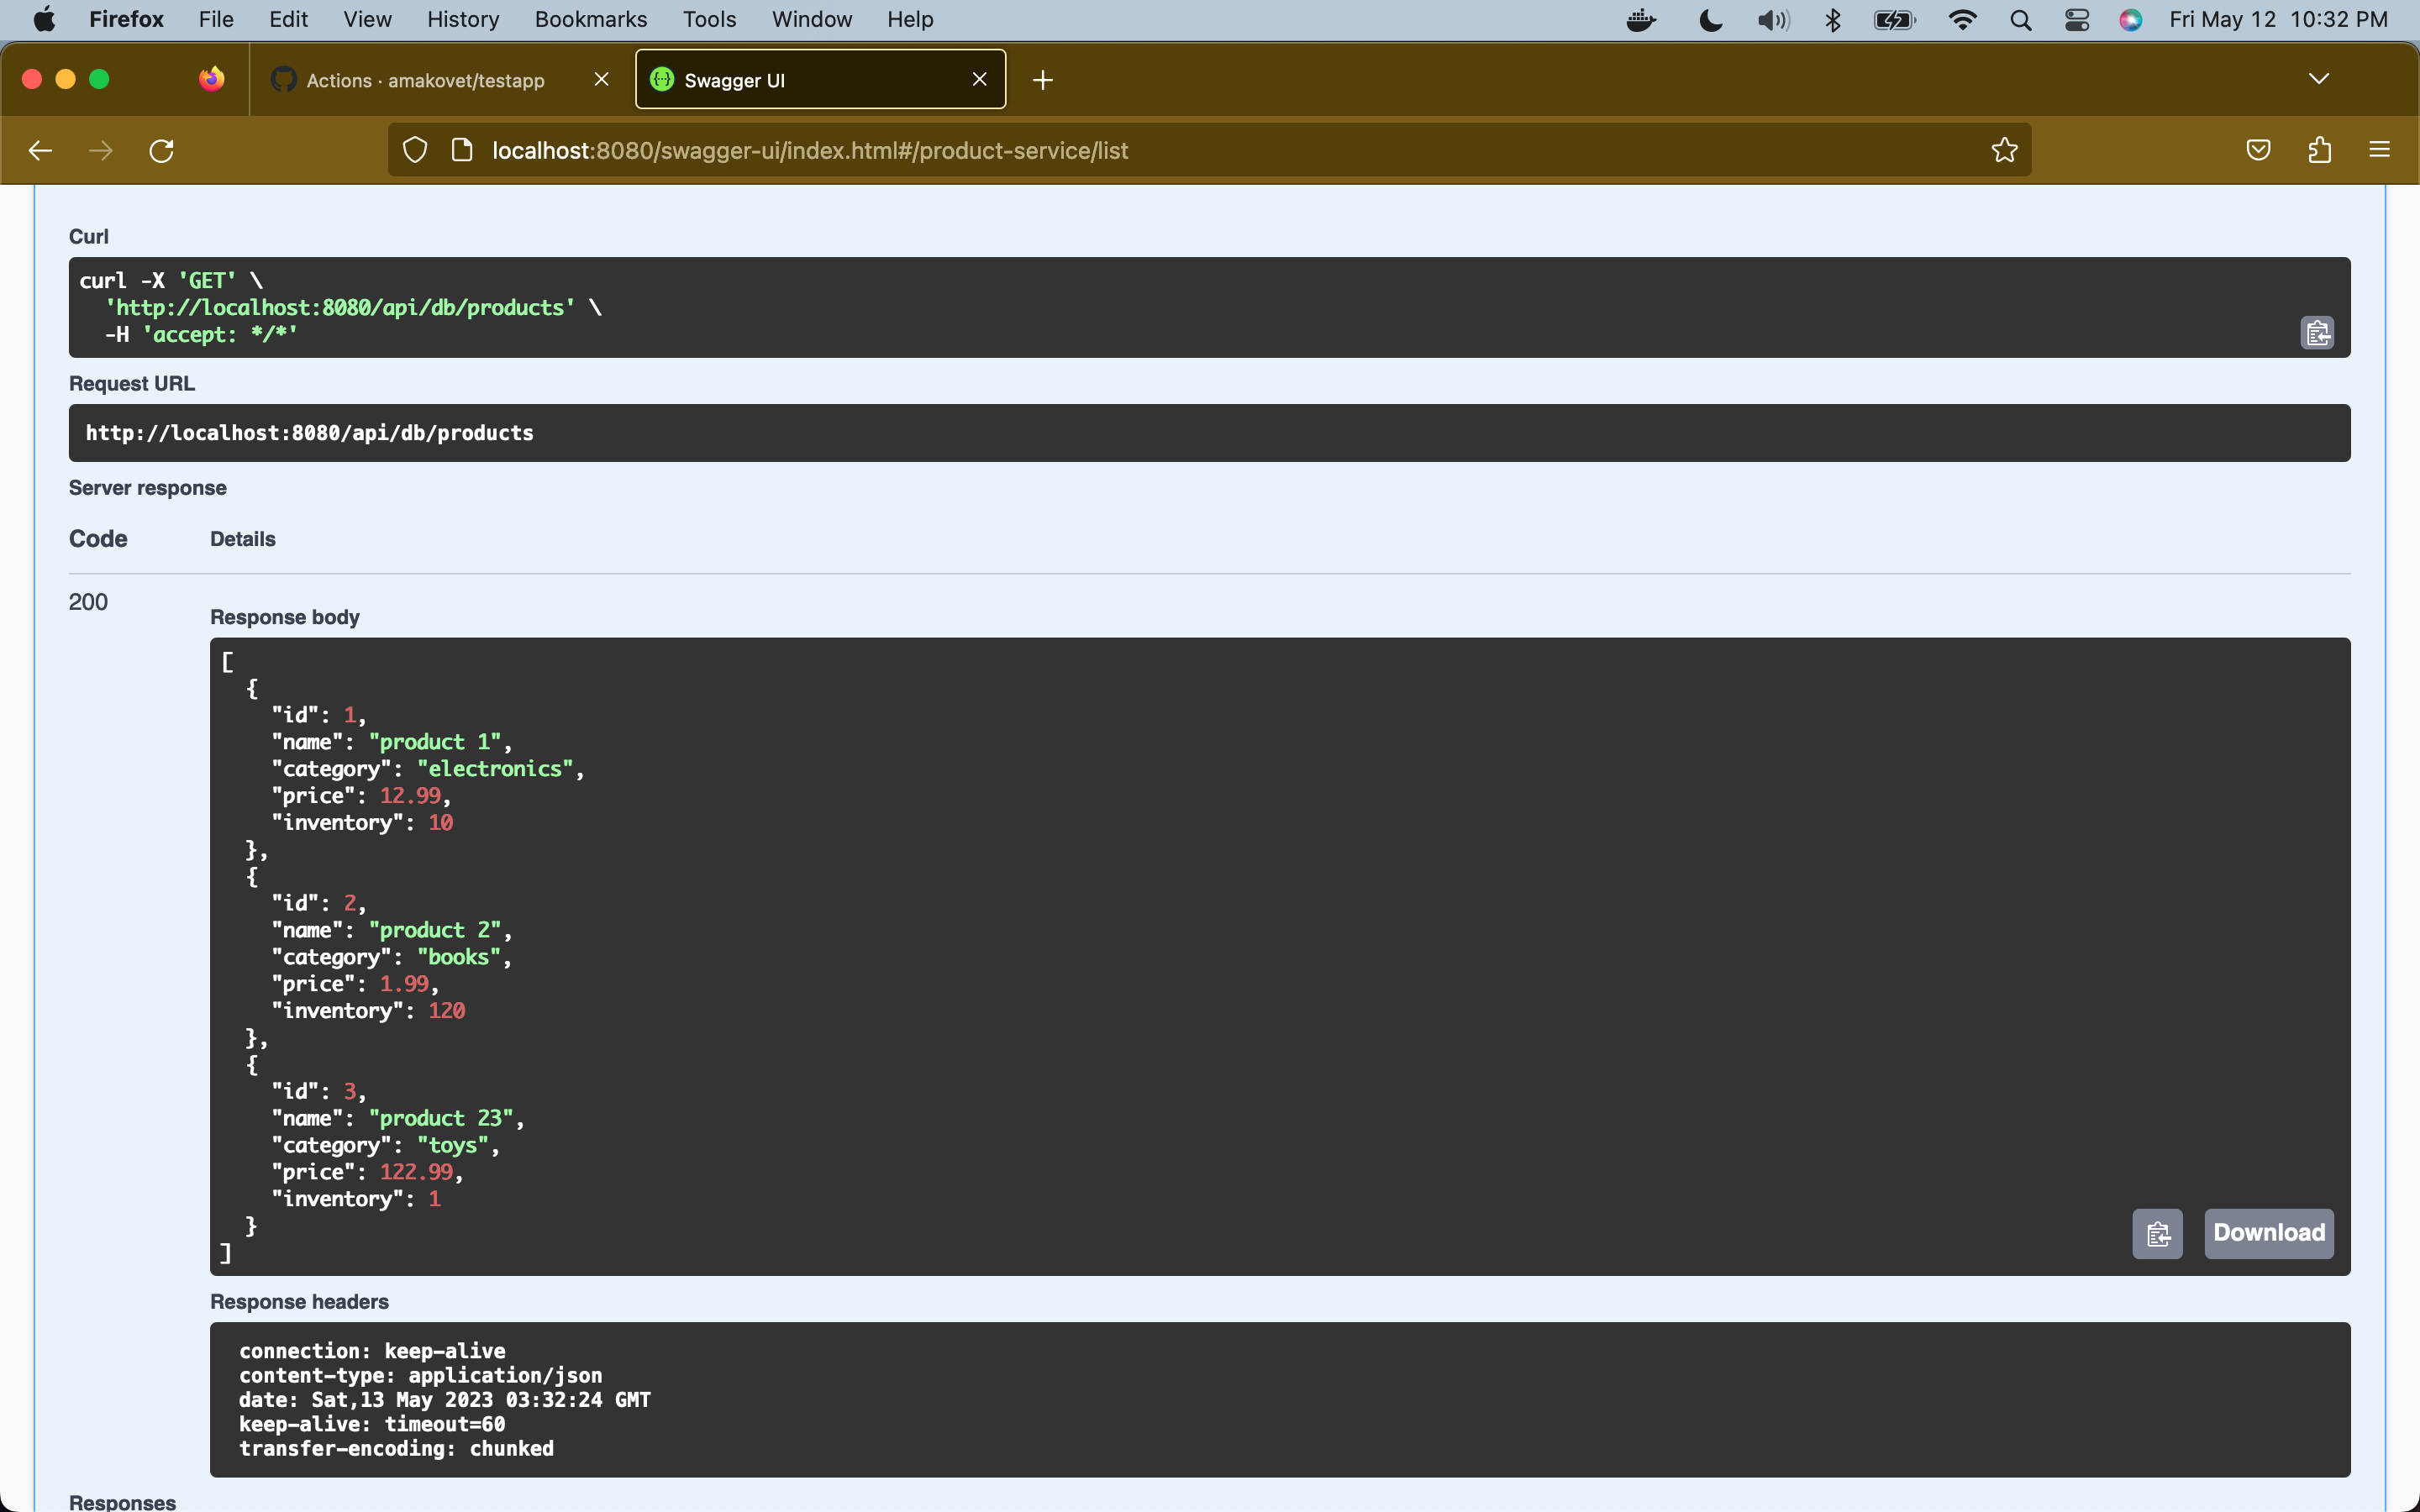 Firefox File Edit View History Bookmarks Tools Window Help Fri May 12 10:32 PM
Actions · amakovet/testapp Swagger UI
localhost:8080/swagger-ui/index.html#/product-service/list
Curl
curl -X 'GET' \
  'http://localhost:8080/api/db/products' \
  -H 'accept: */*'
Request URL
http://localhost:8080/api/db/products
Server response
Code Details
200
Response body
[
  {
    "id": 1,
    "name": "product 1",
    "category": "electronics",
    "price": 12.99,
    "inventory": 10
  },
  {
    "id": 2,
    "name": "product 2",
    "category": "books",
    "price": 1.99,
    "inventory": 120
  },
  {
    "id": 3,
    "name": "product 23",
    "category": "toys",
    "price": 122.99,
    "inventory": 1
  }
]
Download
Response headers
connection: keep-alive
content-type: application/json
date: Sat,13 May 2023 03:32:24 GMT
keep-alive: timeout=60
transfer-encoding: chunked
Responses